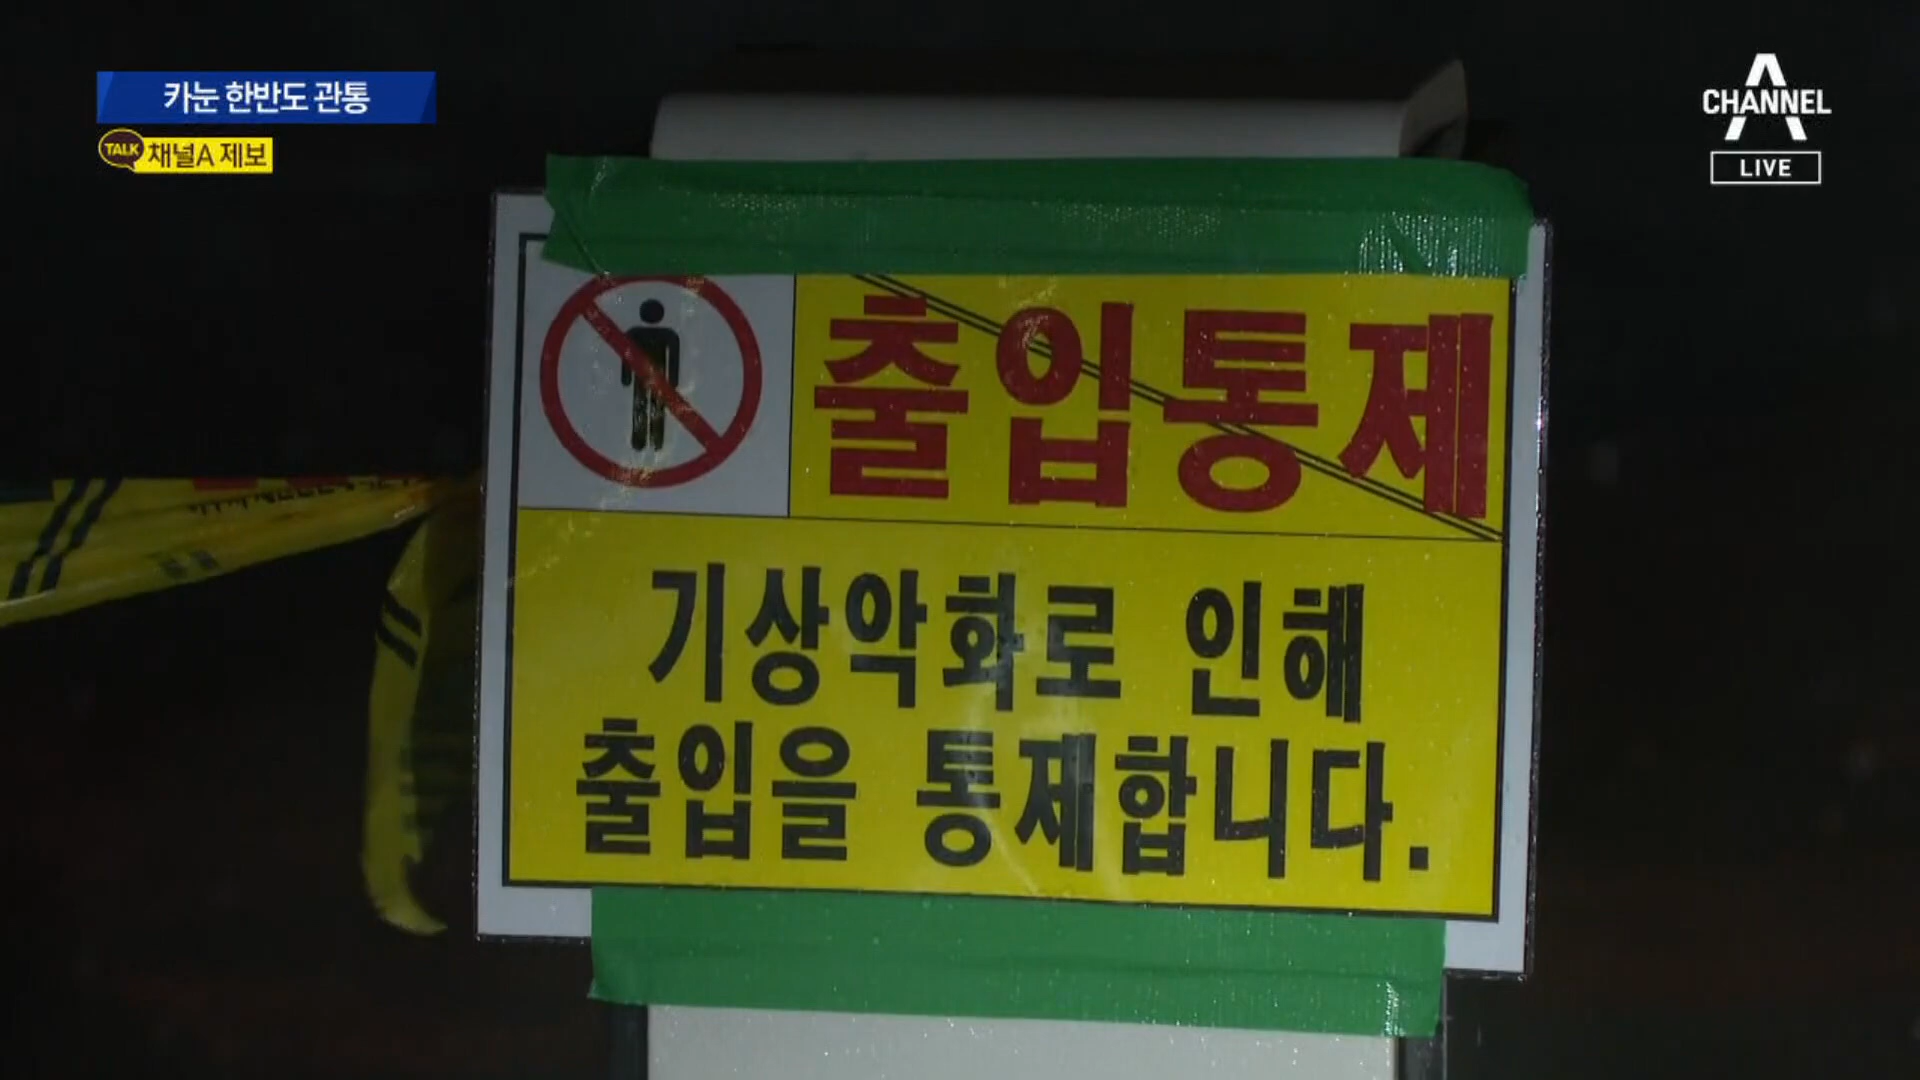 카눈 한반도 관통
TALK 채널A 제보
CHANNEL A
LIVE
출입통제
기상악화로 인해
출입을 통제합니다.